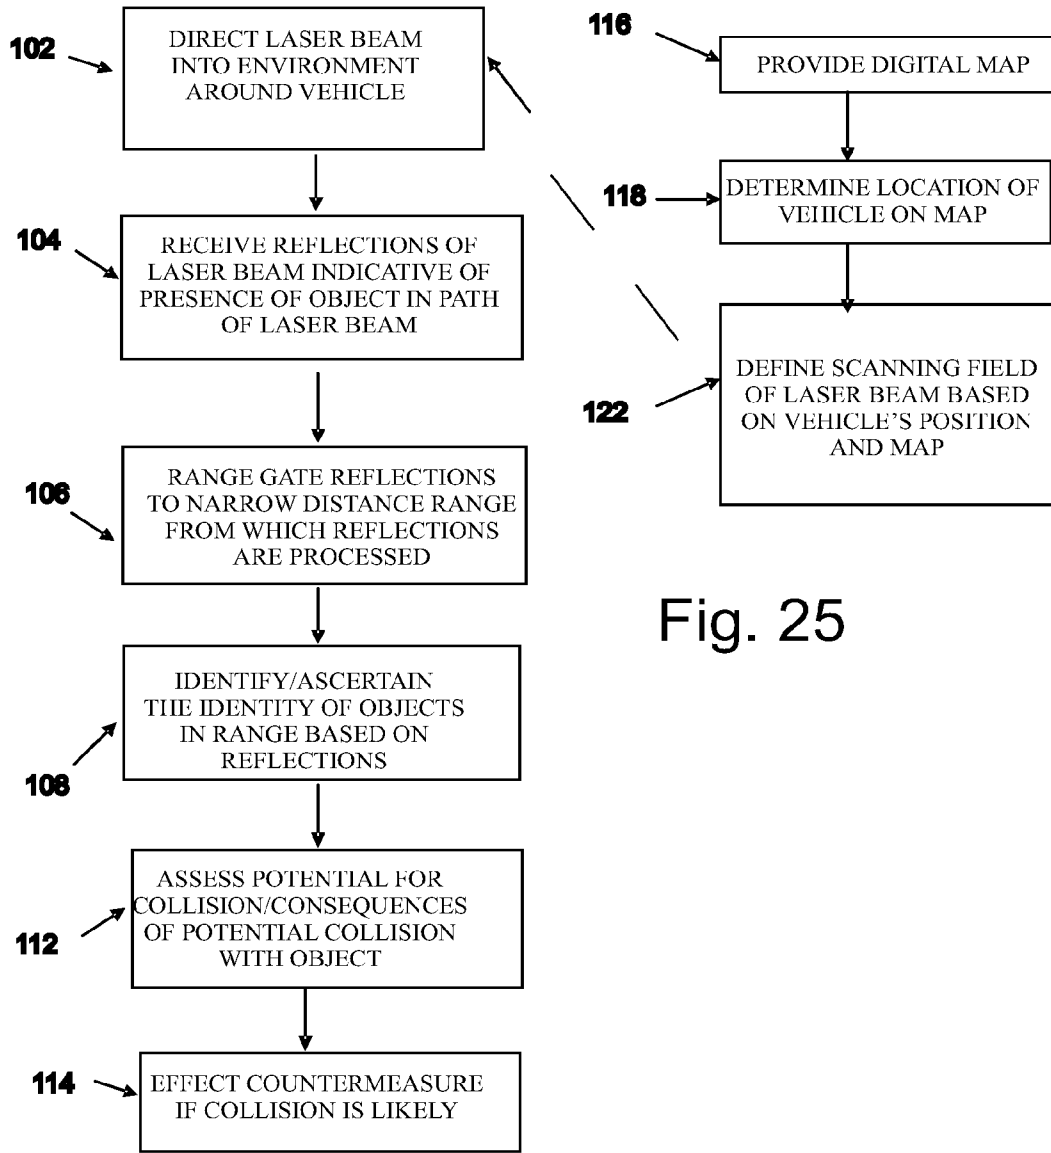 102
DIRECT LASER BEAM
INTO ENVIRONMENT
AROUND VEHICLE
104
RECEIVE REFLECTIONS OF
LASER BEAM INDICATIVE OF
PRESENCE OF OBJECT IN PATH
OF LASER BEAM
106
RANGE GATE REFLECTIONS
TO NARROW DISTANCE RANGE
FROM WHICH REFLECTIONS
ARE PROCESSED
108
IDENTIFY/ASCERTAIN
THE IDENTITY OF OBJECTS
IN RANGE BASED ON
REFLECTIONS
112
ASSESS POTENTIAL FOR
COLLISION/CONSEQUENCES
OF POTENTIAL COLLISION
WITH OBJECT
114
EFFECT COUNTERMEASURE
IF COLLISION IS LIKELY
116
PROVIDE DIGITAL MAP
118
DETERMINE LOCATION OF
VEHICLE ON MAP
122
DEFINE SCANNING FIELD
OF LASER BEAM BASED
ON VEHICLE'S POSITION
AND MAP
Fig. 25